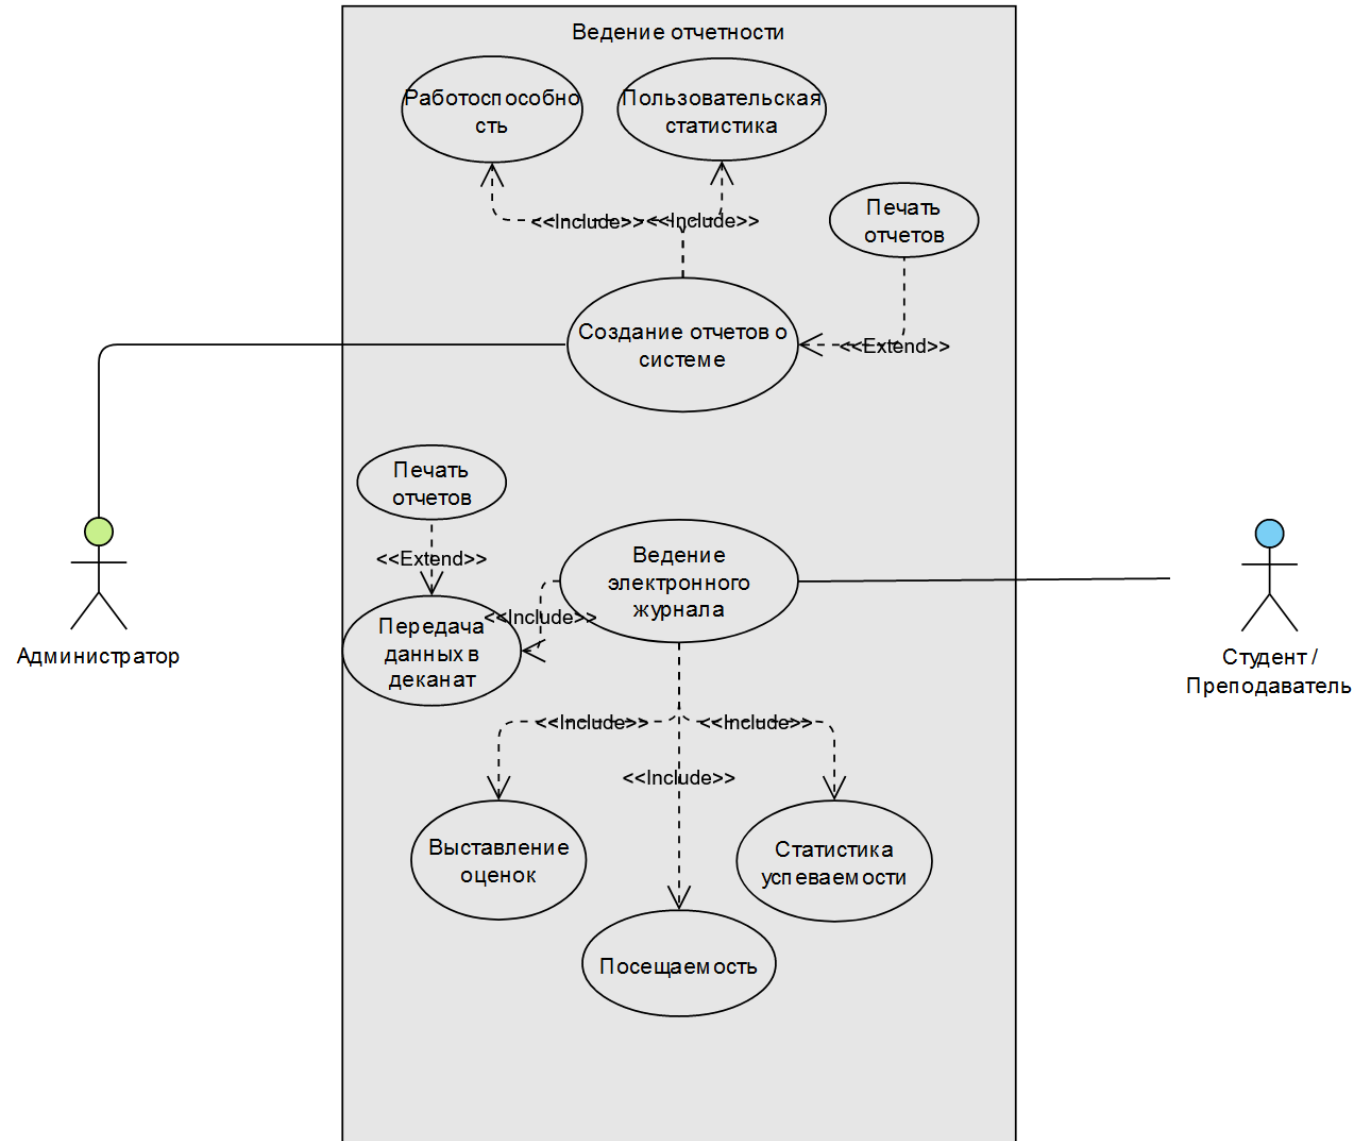 Ведение отчетности
Работоспособно
сть
Пользовательская
статистика
<<Include>>
<<Include>>
Печать
отчетов
Создание отчетов о
системе
<<Extend>>
Печать
отчетов
<<Extend>>
Ведение
электронного
журнала
<<Include>>
Передача
данных в
деканат
Администратор
Студент /
Преподаватель
<<Include>>
<<Include>>
<<Include>>
Выставление
оценок
Статистика
успеваемости
Посещаемость